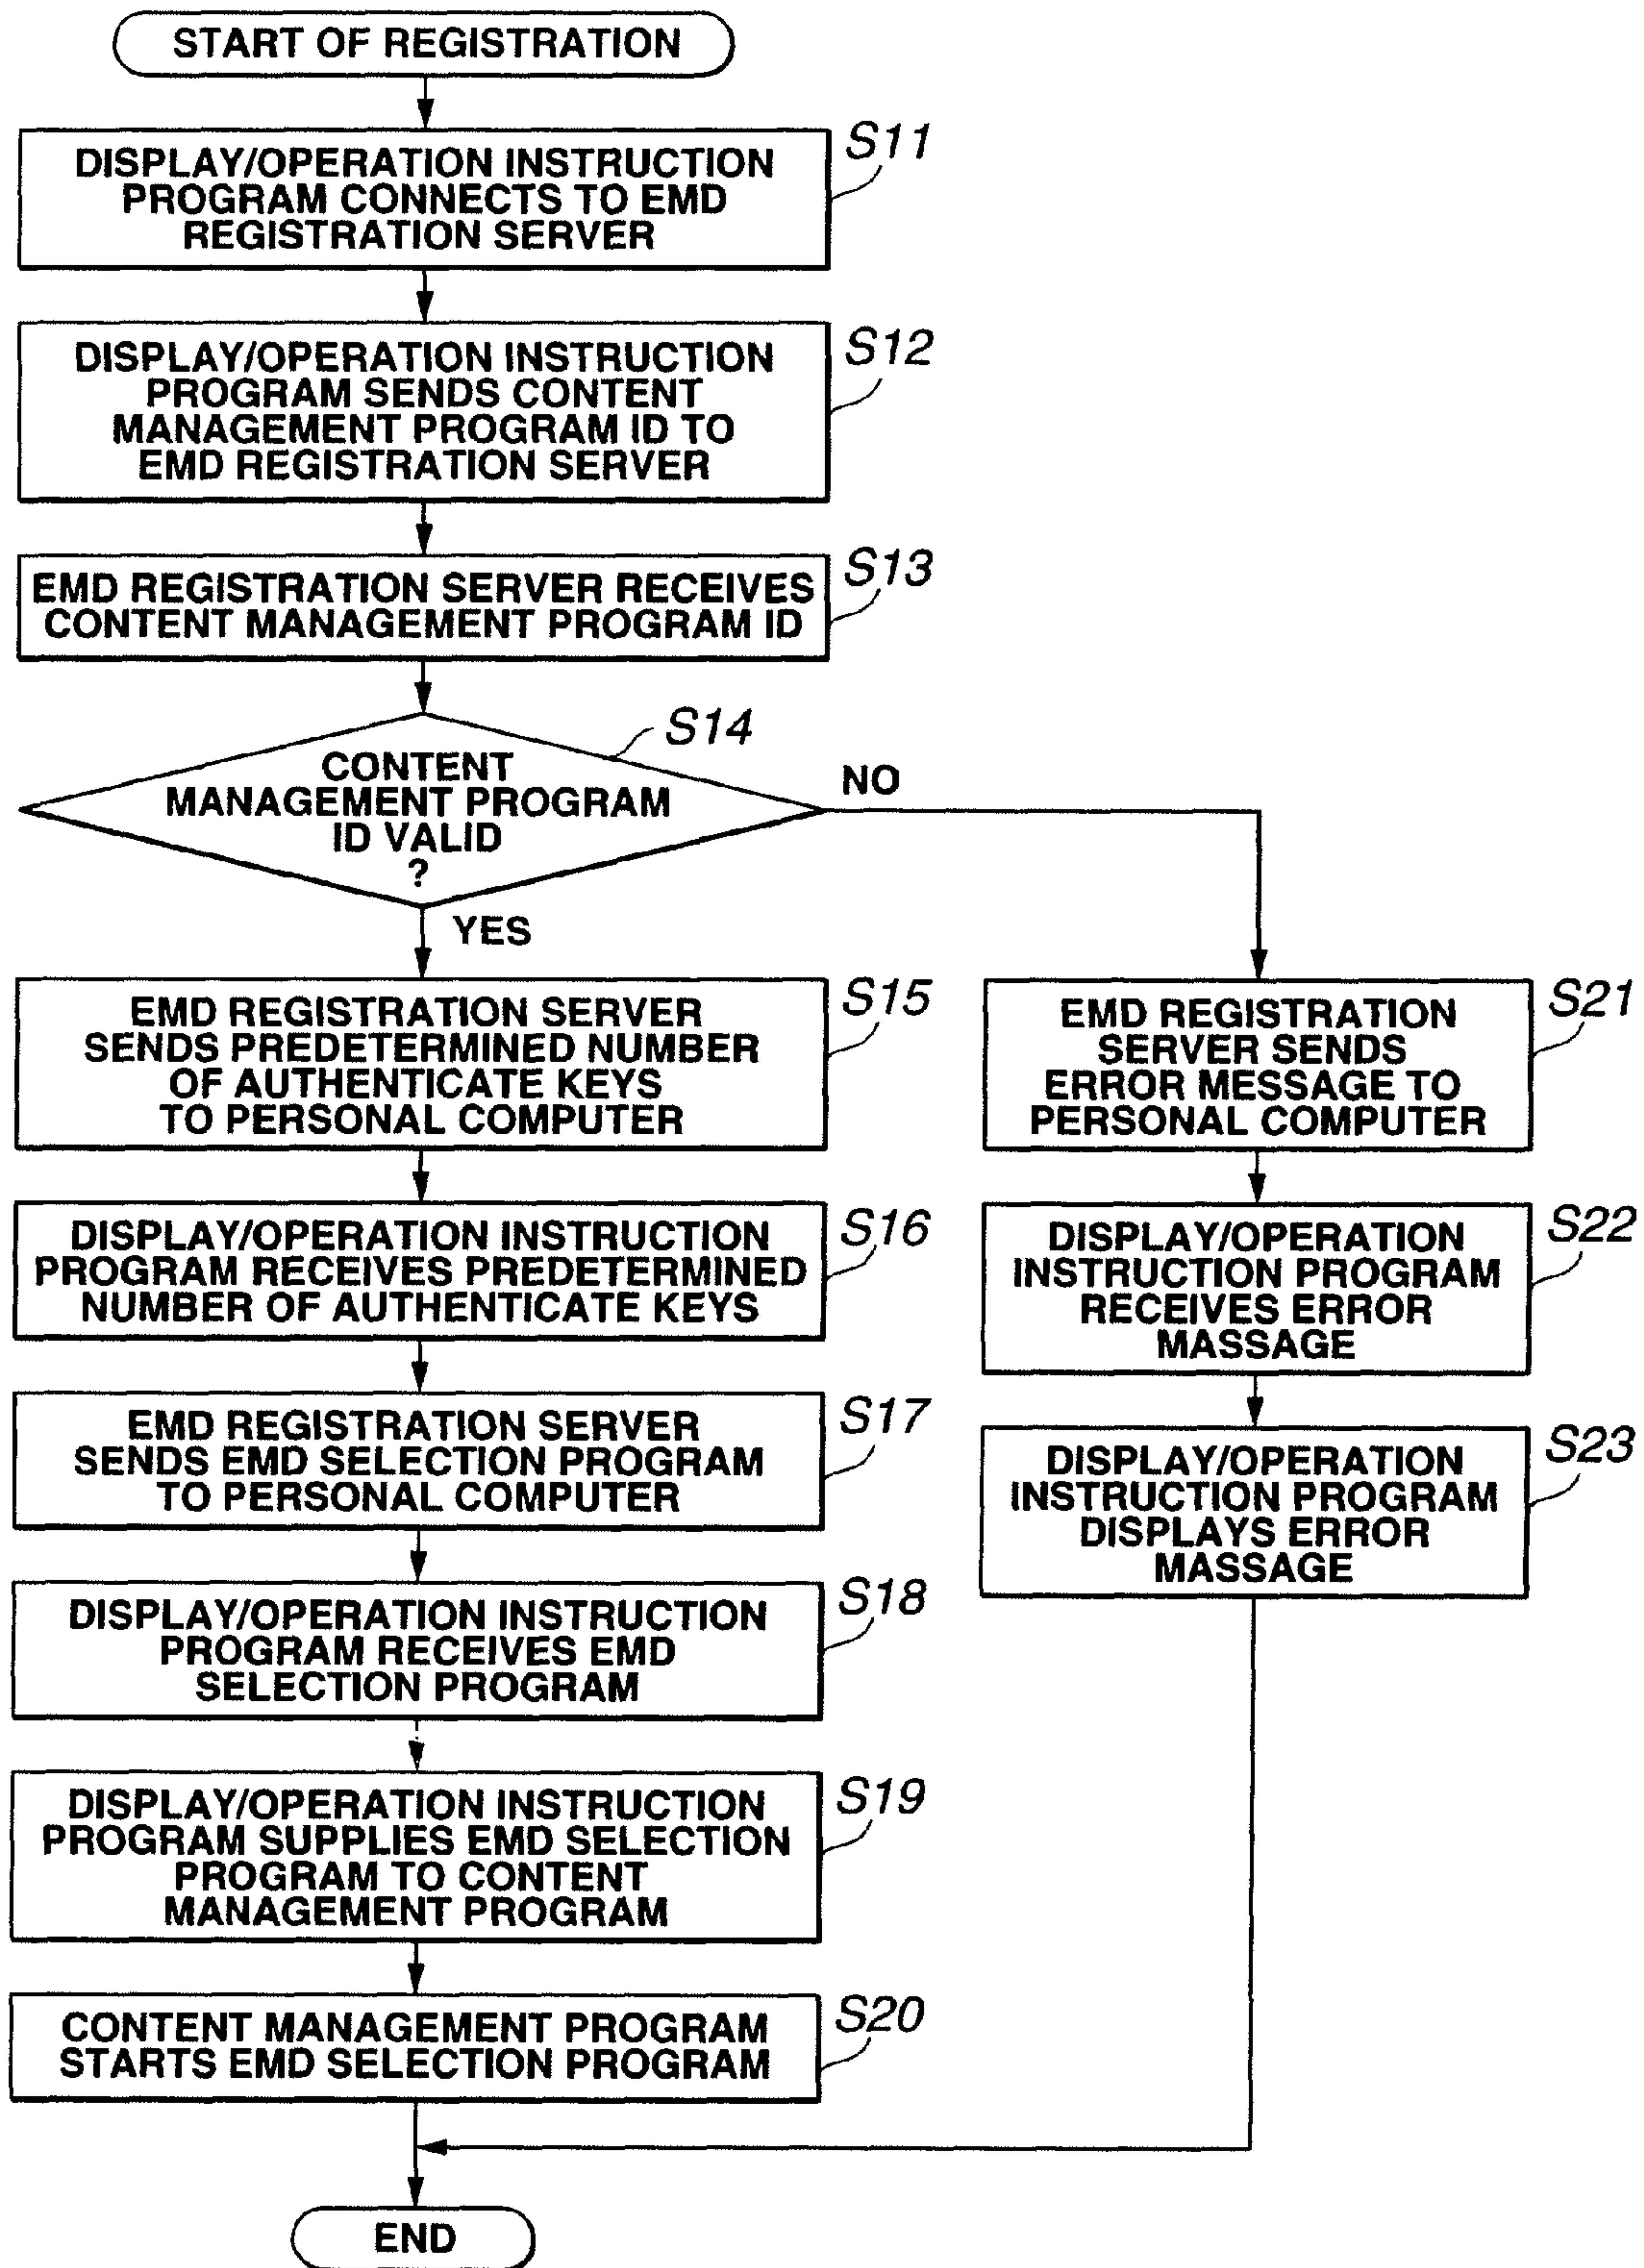 START OF REGISTRATION
S11
DISPLAY/OPERATION INSTRUCTION
PROGRAM CONNECTS TO EMD
REGISTRATION SERVER
S12
DISPLAY/OPERATION INSTRUCTION
PROGRAM SENDS CONTENT
MANAGEMENT PROGRAM ID TO
EMD REGISTRATION SERVER
S13
EMD REGISTRATION SERVER RECEIVES
CONTENT MANAGEMENT PROGRAM ID
S14
CONTENT
MANAGEMENT PROGRAM
ID VALID
?
NO
YES
S15
EMD REGISTRATION SERVER
SENDS PREDETERMINED NUMBER
OF AUTHENTICATE KEYS
TO PERSONAL COMPUTER
S16
DISPLAY/OPERATION INSTRUCTION
PROGRAM RECEIVES PREDETERMINED
NUMBER OF AUTHENTICATE KEYS
S17
EMD REGISTRATION SERVER
SENDS EMD SELECTION PROGRAM
TO PERSONAL COMPUTER
S18
DISPLAY/OPERATION INSTRUCTION
PROGRAM RECEIVES EMD
SELECTION PROGRAM
S19
DISPLAY/OPERATION INSTRUCTION
PROGRAM SUPPLIES EMD SELECTION
PROGRAM TO CONTENT
MANAGEMENT PROGRAM
S20
CONTENT MANAGEMENT PROGRAM
STARTS EMD SELECTION PROGRAM
S21
EMD REGISTRATION
SERVER SENDS
ERROR MESSAGE TO
PERSONAL COMPUTER
S22
DISPLAY/OPERATION
INSTRUCTION PROGRAM
RECEIVES ERROR
MASSAGE
S23
DISPLAY/OPERATION
INSTRUCTION PROGRAM
DISPLAYS ERROR
MASSAGE
END